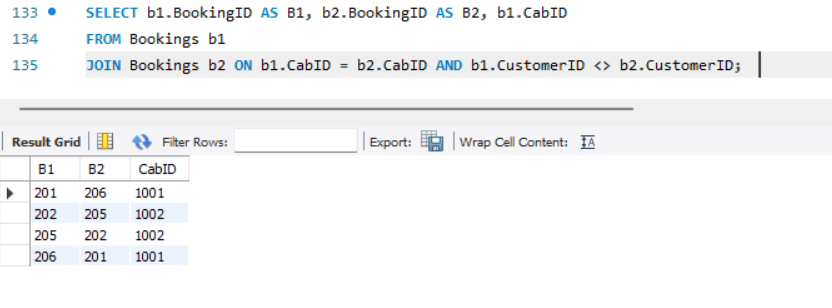 133 SELECT b1.BookingID AS B1, b2.BookingID AS B2, b1.CabID
134 FROM Bookings b1
135 JOIN Bookings b2 ON b1.CabID = b2.CabID AND b1.CustomerID <> b2.CustomerID;
Result Grid Filter Rows: Export: Wrap Cell Content: IA
B1 B2 CabID
201 206 1001
202 205 1002
205 202 1002
206 201 1001